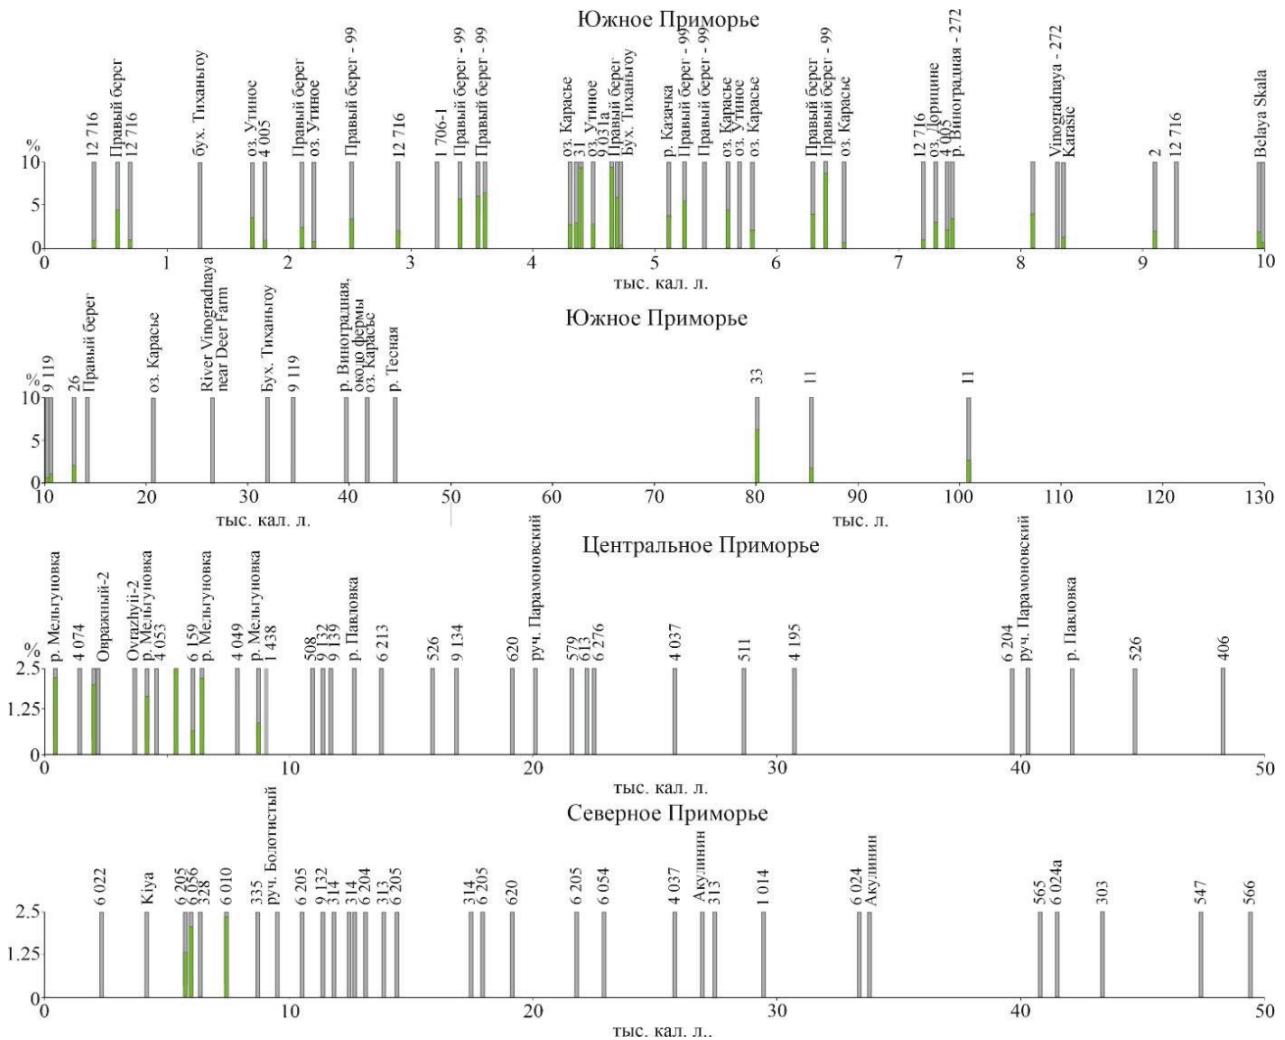 Южное Приморье
12 716
Правый берег
12 716
бух. Тиханьгоу
оз. Утиное
4 005
Правый берег
оз. Утиное
Правый берег - 99
12 716
1 706-1
Правый берег - 99
Правый берег - 99
оз. Карасье
31
оз. Утиное
9 031а
Правый берег
Бух. Тиханьгоу
р. Казачка
Правый берег - 99
Правый берег - 99
оз. Карасье
оз. Утиное
оз. Карасье
Правый берег
Правый берег - 99
оз. Карасье
12 716
оз. Дорицине
4 005
р. Виноградная - 272
Vinogradnaya - 272
Karasic
2
12 716
Belaya Skala
%
10
5
0
0 1 2 3 4 5 6 7 8 9 10
тыс. кал. л.
Южное Приморье
9 119
26
Правый берег
оз. Карасье
River Vinogradnaya
near Deer Farm
Бух. Тиханьгоу
9 119
р. Виноградная,
около фермы
оз. Карасье
р. Тесная
33
11
11
%
10
5
0
10 20 30 40 50 60 70 80 90 100 110 120 130
тыс. кал. л. тыс. л.
Центральное Приморье
р. Мельгуновка
4 074
Овражный-2
Ovrazhyii-2
р. Мельгуновка
4 053
6 159
р. Мельгуновка
4 049
р. Мельгуновка
1 438
508
9 132
9 139
р. Павловка
6 213
526
9 134
620
руч. Парамоновский
579
613
6 276
4 037
511
4 195
6 204
руч. Парамоновский
р. Павловка
526
406
%
2.5
1.25
0
0 10 20 30 40 50
тыс. кал. л.
Северное Приморье
6 022
Kiya
6 205
6 056
328
6 010
335
руч. Болотистый
6 205
9 132
314
314
6 204
313
6 205
314
6 205
620
6 205
6 054
4 037
Акулинин
313
1 014
6 024
Акулинин
565
6 024а
303
547
566
2.5
1.25
0
0 10 20 30 40 50
тыс. кал. л..